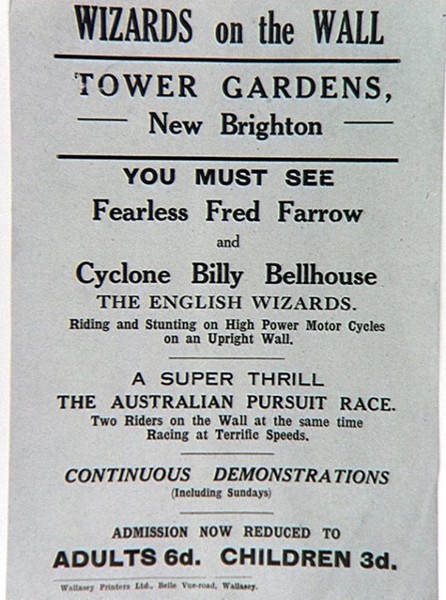 WIZARDS on the WALL
TOWER GARDENS,
New Brighton
YOU MUST SEE
Fearless Fred Farrow
and
Cyclone Billy Bellhouse
THE ENGLISH WIZARDS.
Riding and Stunting on High Power Motor Cycles
on an Upright Wall.
A SUPER THRILL
THE AUSTRALIAN PURSUIT RACE.
Two Riders on the Wall at the same time
Racing at Terrific Speeds.
CONTINUOUS DEMONSTRATIONS
(Including Sundays)
ADMISSION NOW REDUCED TO
ADULTS 6d. CHILDREN 3d.
Wallasey Printers Ltd., Belle Vue-road, Wallasey.